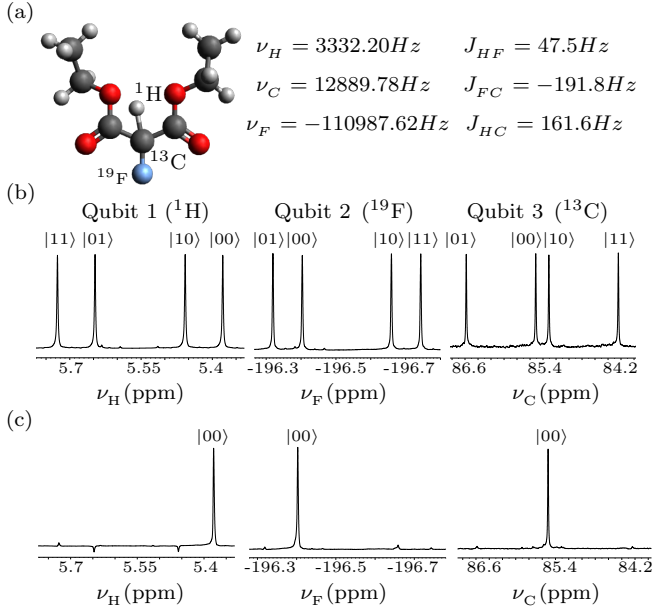 (a)
¹H
¹³C
¹⁹F
ν_H = 3332.20Hz J_HF = 47.5Hz
ν_C = 12889.78Hz J_FC = −191.8Hz
ν_F = −110987.62Hz J_HC = 161.6Hz
(b)
Qubit 1 (¹H) Qubit 2 (¹⁹F) Qubit 3 (¹³C)
|11⟩ |01⟩ |10⟩ |00⟩ |01⟩ |00⟩ |10⟩ |11⟩ |01⟩ |00⟩ |10⟩ |11⟩
5.7 5.55 5.4 -196.3 -196.5 -196.7 86.6 85.4 84.2
ν_H (ppm) ν_F (ppm) ν_C (ppm)
(c)
|00⟩ |00⟩ |00⟩
5.7 5.55 5.4 -196.3 -196.5 -196.7 86.6 85.4 84.2
ν_H (ppm) ν_F (ppm) ν_C (ppm)